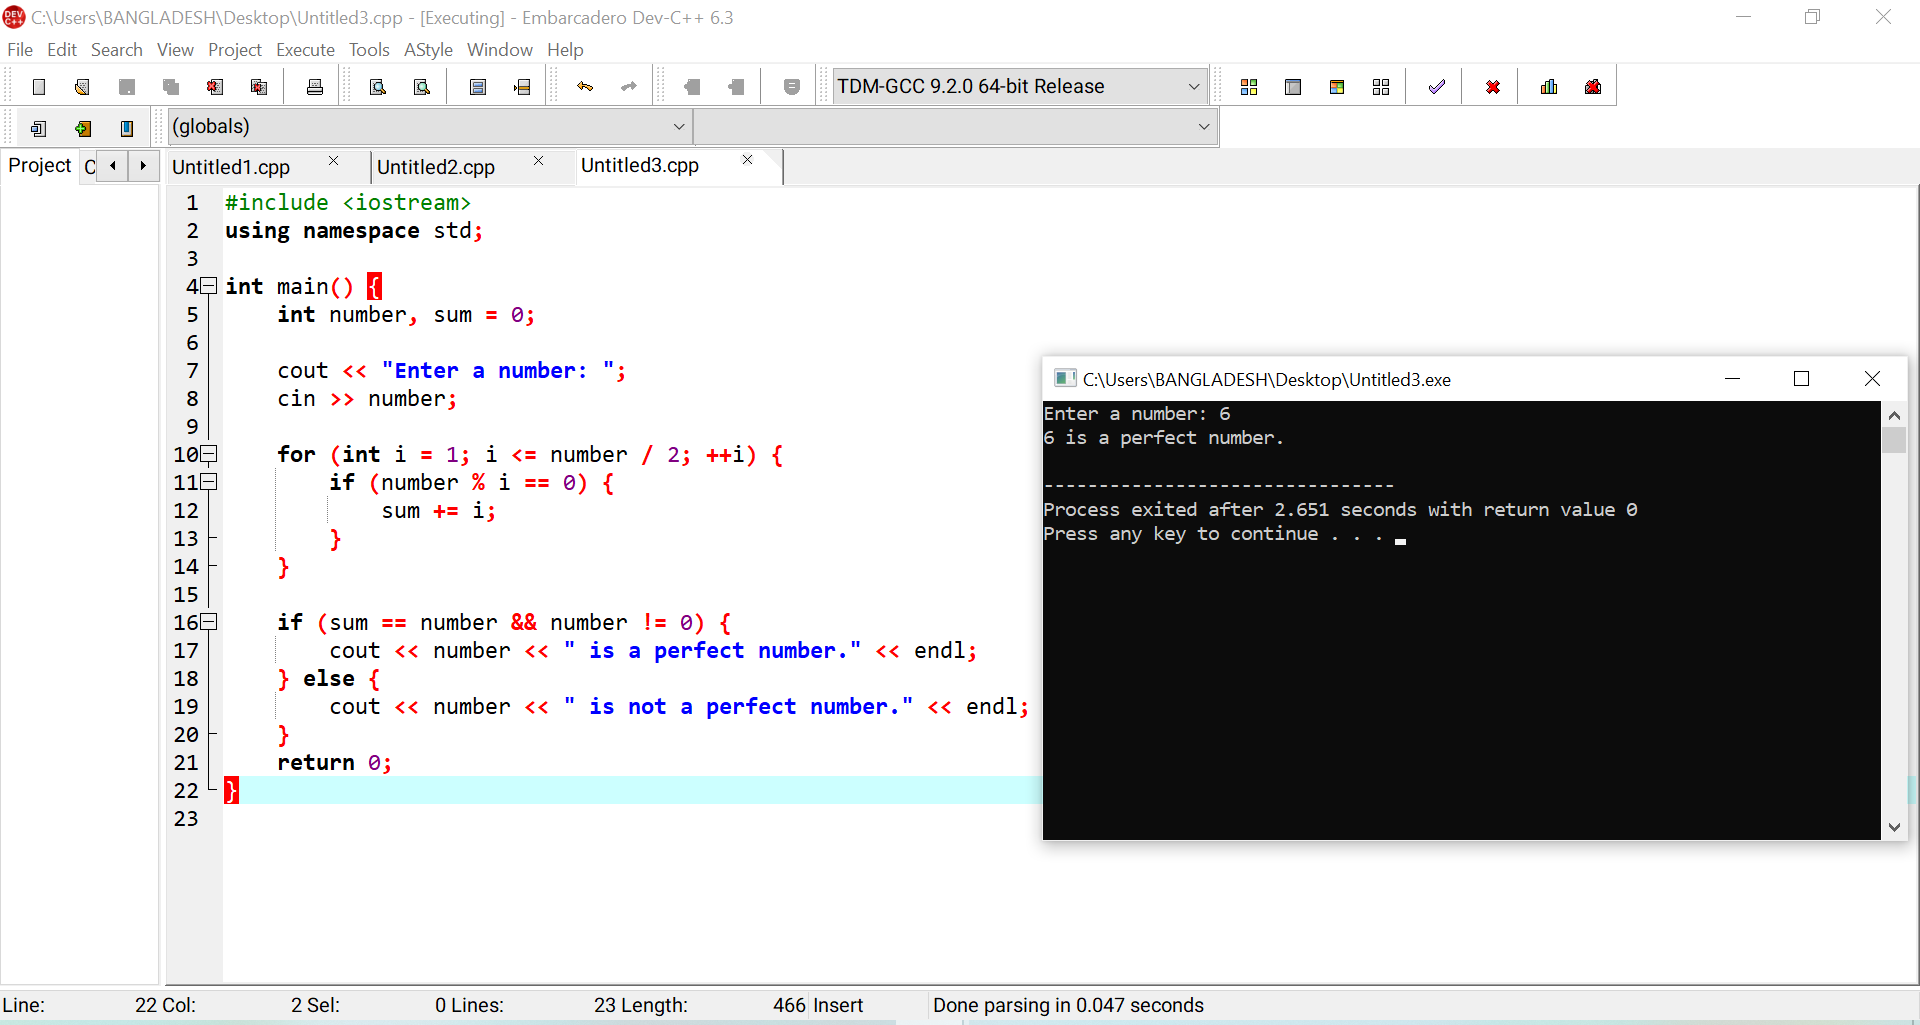 C:\Users\BANGLADESH\Desktop\Untitled3.cpp - [Executing] - Embarcadero Dev-C++ 6.3
File Edit Search View Project Execute Tools AStyle Window Help
TDM-GCC 9.2.0 64-bit Release
(globals)
Project C Untitled1.cpp Untitled2.cpp Untitled3.cpp
1 #include <iostream>
2 using namespace std;
3
4 int main() {
5     int number, sum = 0;
6
7     cout << "Enter a number: ";
8     cin >> number;
9
10     for (int i = 1; i <= number / 2; ++i) {
11         if (number % i == 0) {
12             sum += i;
13         }
14     }
15
16     if (sum == number && number != 0) {
17         cout << number << " is a perfect number." << endl;
18     } else {
19         cout << number << " is not a perfect number." << endl;
20     }
21     return 0;
22 }
23
C:\Users\BANGLADESH\Desktop\Untitled3.exe
Enter a number: 6
6 is a perfect number.
--------------------------------
Process exited after 2.651 seconds with return value 0
Press any key to continue . . .
Line: 22 Col: 2 Sel: 0 Lines: 23 Length: 466 Insert Done parsing in 0.047 seconds